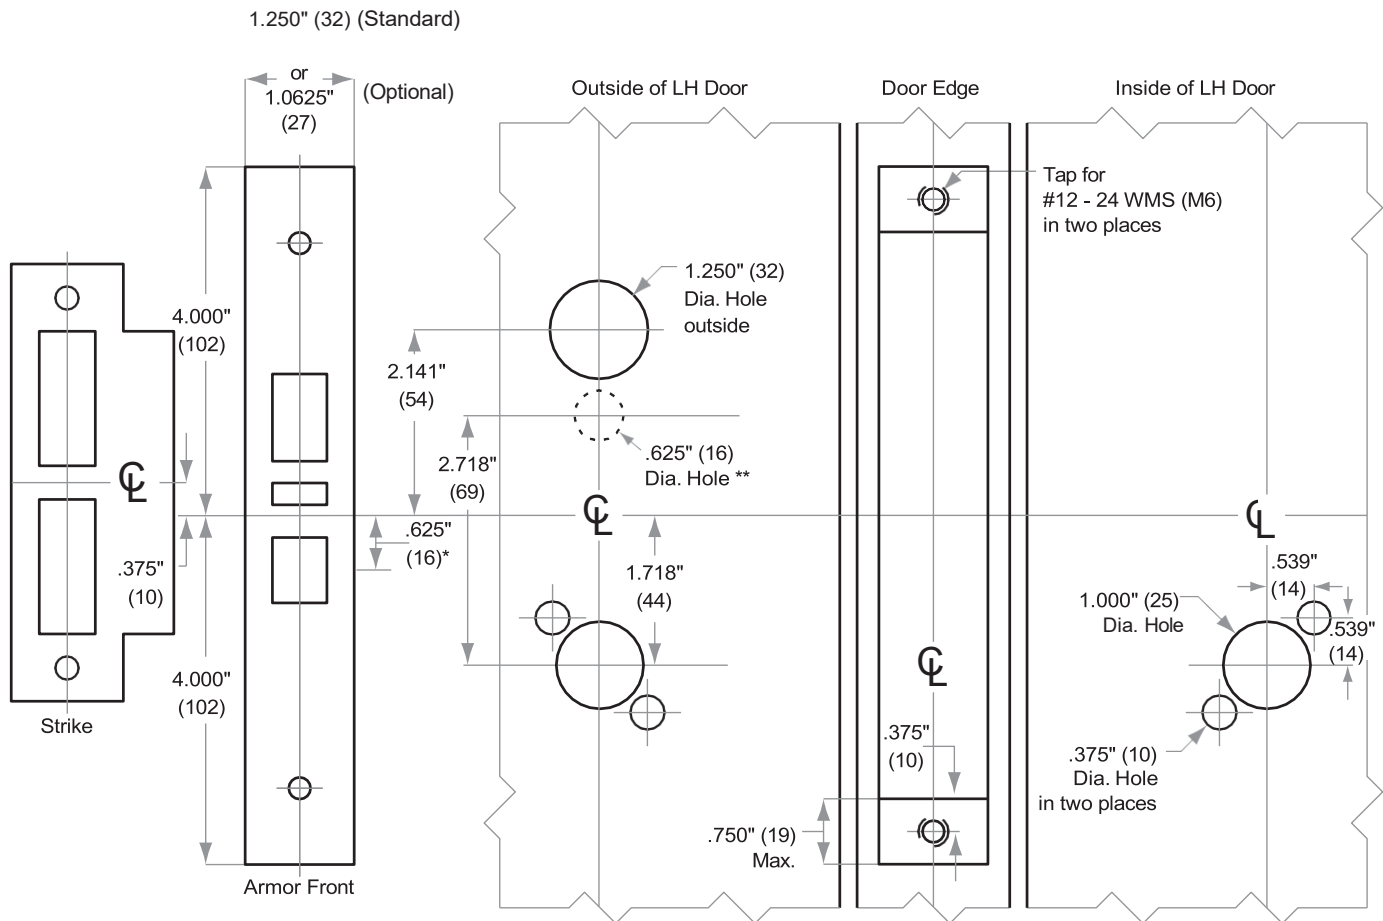 1.250" (32) (Standard)
or
1.0625"
(27)
(Optional)
Outside of LH Door
Door Edge
Inside of LH Door
Tap for
#12 - 24 WMS (M6)
in two places
1.250" (32)
Dia. Hole
outside
4.000"
(102)
2.141"
(54)
.625" (16)
Dia. Hole **
2.718"
(69)
℄
℄
℄
.625"
(16)*
.375"
(10)
1.718"
(44)
.539"
(14)
1.000" (25)
Dia. Hole
.539"
(14)
℄
4.000"
(102)
Strike
.375"
(10)
.375" (10)
Dia. Hole
in two places
.750" (19)
Max.
Armor Front